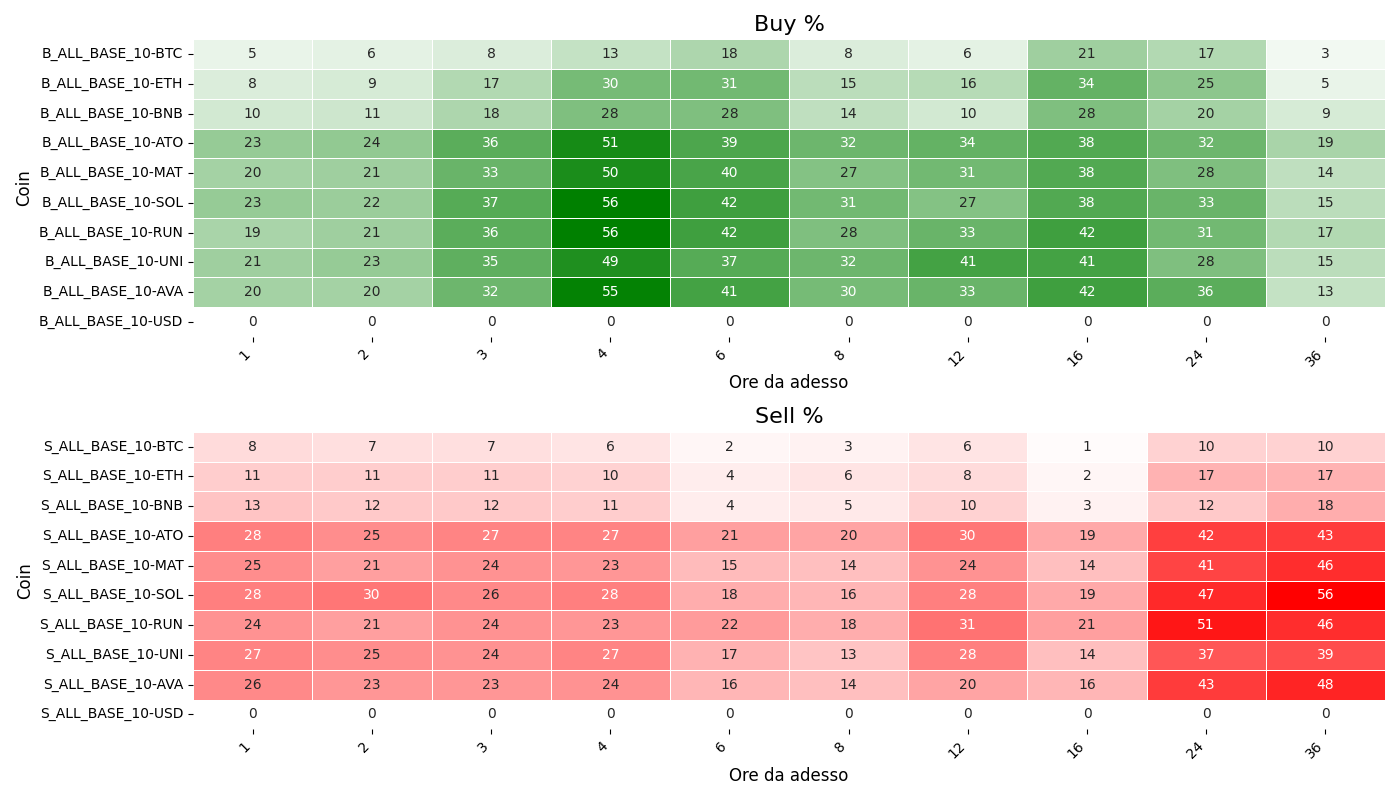 Buy %
Coin
B_ALL_BASE_10-BTC 5 6 8 13 18 8 6 21 17 3
B_ALL_BASE_10-ETH 8 9 17 30 31 15 16 34 25 5
B_ALL_BASE_10-BNB 10 11 18 28 28 14 10 28 20 9
B_ALL_BASE_10-ATO 23 24 36 51 39 32 34 38 32 19
B_ALL_BASE_10-MAT 20 21 33 50 40 27 31 38 28 14
B_ALL_BASE_10-SOL 23 22 37 56 42 31 27 38 33 15
B_ALL_BASE_10-RUN 19 21 36 56 42 28 33 42 31 17
B_ALL_BASE_10-UNI 21 23 35 49 37 32 41 41 28 15
B_ALL_BASE_10-AVA 20 20 32 55 41 30 33 42 36 13
B_ALL_BASE_10-USD 0 0 0 0 0 0 0 0 0 0
1 2 3 4 6 8 12 16 24 36
Ore da adesso
Sell %
Coin
S_ALL_BASE_10-BTC 8 7 7 6 2 3 6 1 10 10
S_ALL_BASE_10-ETH 11 11 11 10 4 6 8 2 17 17
S_ALL_BASE_10-BNB 13 12 12 11 4 5 10 3 12 18
S_ALL_BASE_10-ATO 28 25 27 27 21 20 30 19 42 43
S_ALL_BASE_10-MAT 25 21 24 23 15 14 24 14 41 46
S_ALL_BASE_10-SOL 28 30 26 28 18 16 28 19 47 56
S_ALL_BASE_10-RUN 24 21 24 23 22 18 31 21 51 46
S_ALL_BASE_10-UNI 27 25 24 27 17 13 28 14 37 39
S_ALL_BASE_10-AVA 26 23 23 24 16 14 20 16 43 48
S_ALL_BASE_10-USD 0 0 0 0 0 0 0 0 0 0
1 2 3 4 6 8 12 16 24 36
Ore da adesso